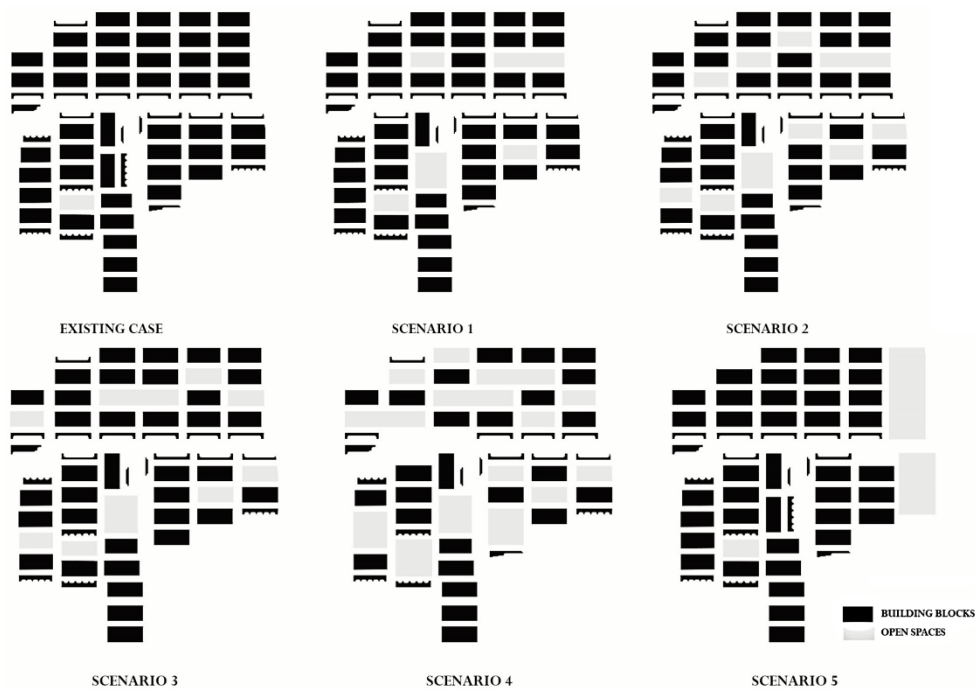 EXISTING CASE
SCENARIO 1
SCENARIO 2
BUILDING BLOCKS
OPEN SPACES
SCENARIO 3
SCENARIO 4
SCENARIO 5